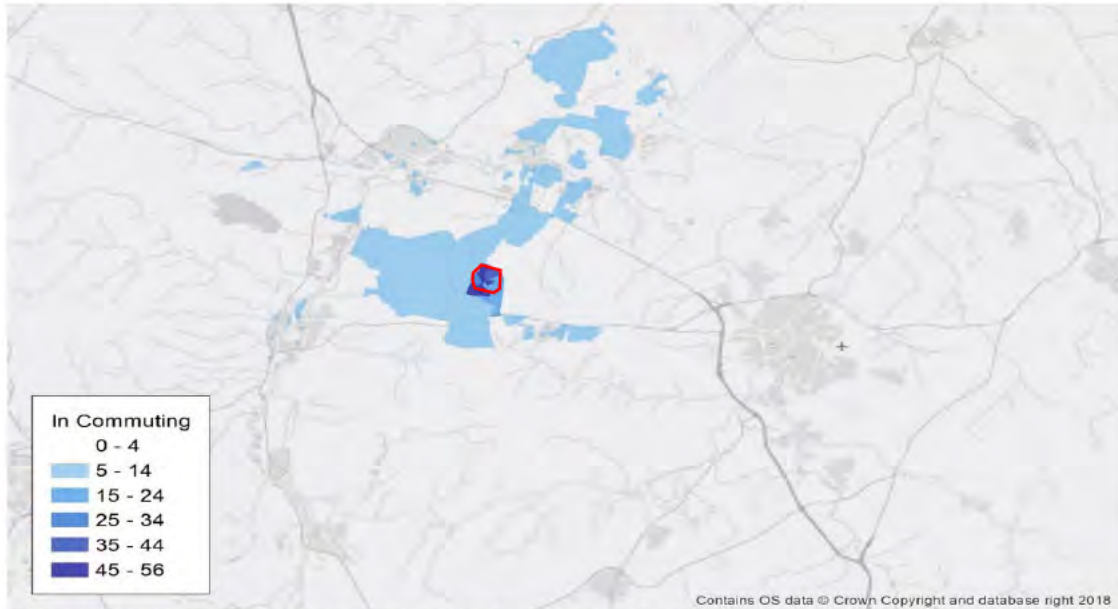 In Commuting
0 - 4
5 - 14
15 - 24
25 - 34
35 - 44
45 - 56
Contains OS data © Crown Copyright and database right 2018